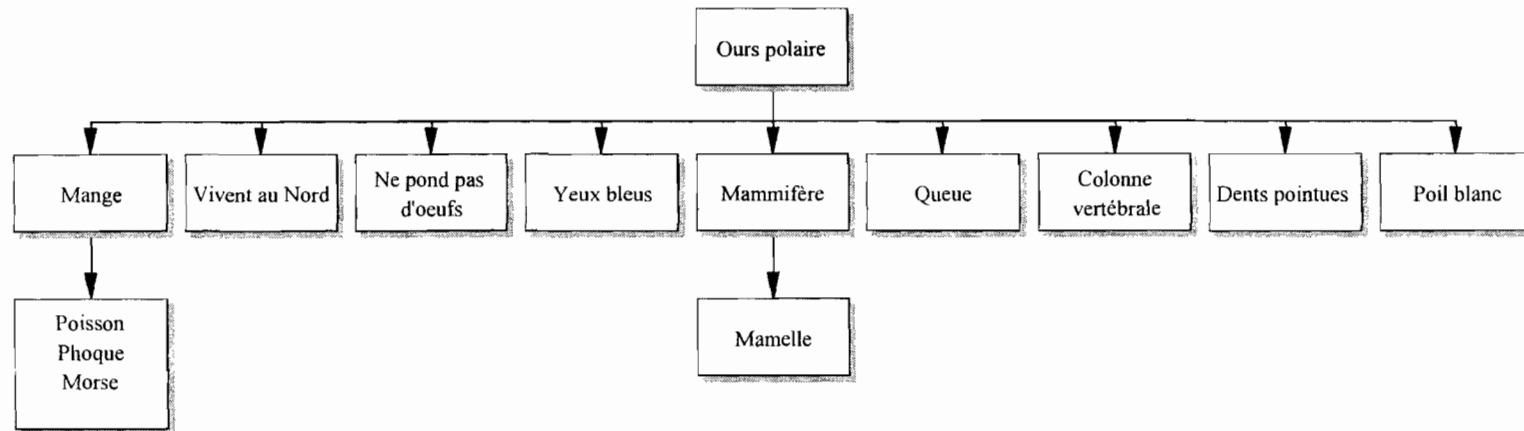 Ours polaire
Mange
Vivent au Nord
Ne pond pas
d'oeufs
Yeux bleus
Mammifère
Queue
Colonne
vertébrale
Dents pointues
Poil blanc
Poisson
Phoque
Morse
Mamelle